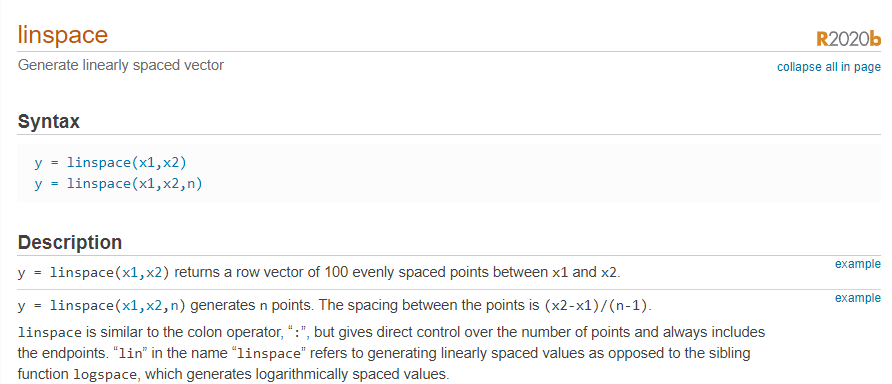 linspace
R2020b
Generate linearly spaced vector
collapse all in page
Syntax
y = linspace(x1,x2)
y = linspace(x1,x2,n)
Description
example
y = linspace(x1,x2) returns a row vector of 100 evenly spaced points between x1 and x2.
example
y = linspace(x1,x2,n) generates n points. The spacing between the points is (x2-x1)/(n-1).
linspace is similar to the colon operator, “:”, but gives direct control over the number of points and always includes
the endpoints. “lin” in the name “linspace” refers to generating linearly spaced values as opposed to the sibling
function logspace, which generates logarithmically spaced values.